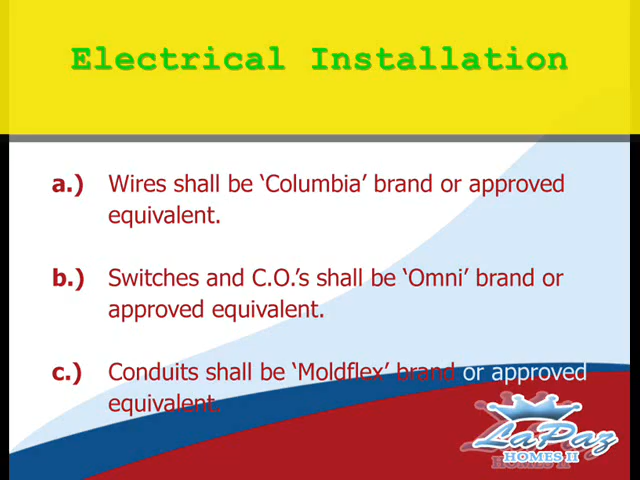 Electrical Installation
a.) Wires shall be ‘Columbia’ brand or approved
equivalent.
b.) Switches and C.O.’s shall be ‘Omni’ brand or
approved equivalent.
c.) Conduits shall be ‘Moldflex’ brand or approved
equivalent.
LaPaz
HOMES II